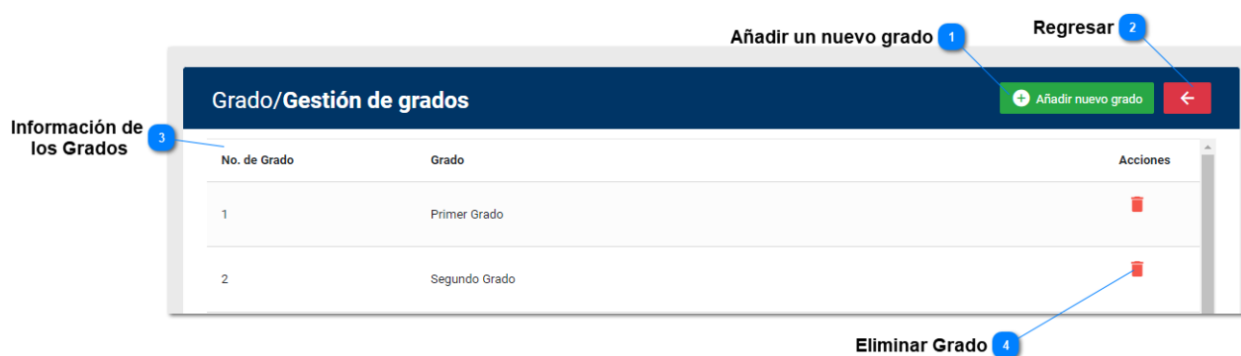 Añadir un nuevo grado 1
Regresar 2
Grado/Gestión de grados
Añadir nuevo grado
Información de
los Grados
3
No. de Grado Grado Acciones
1 Primer Grado
2 Segundo Grado
Eliminar Grado 4